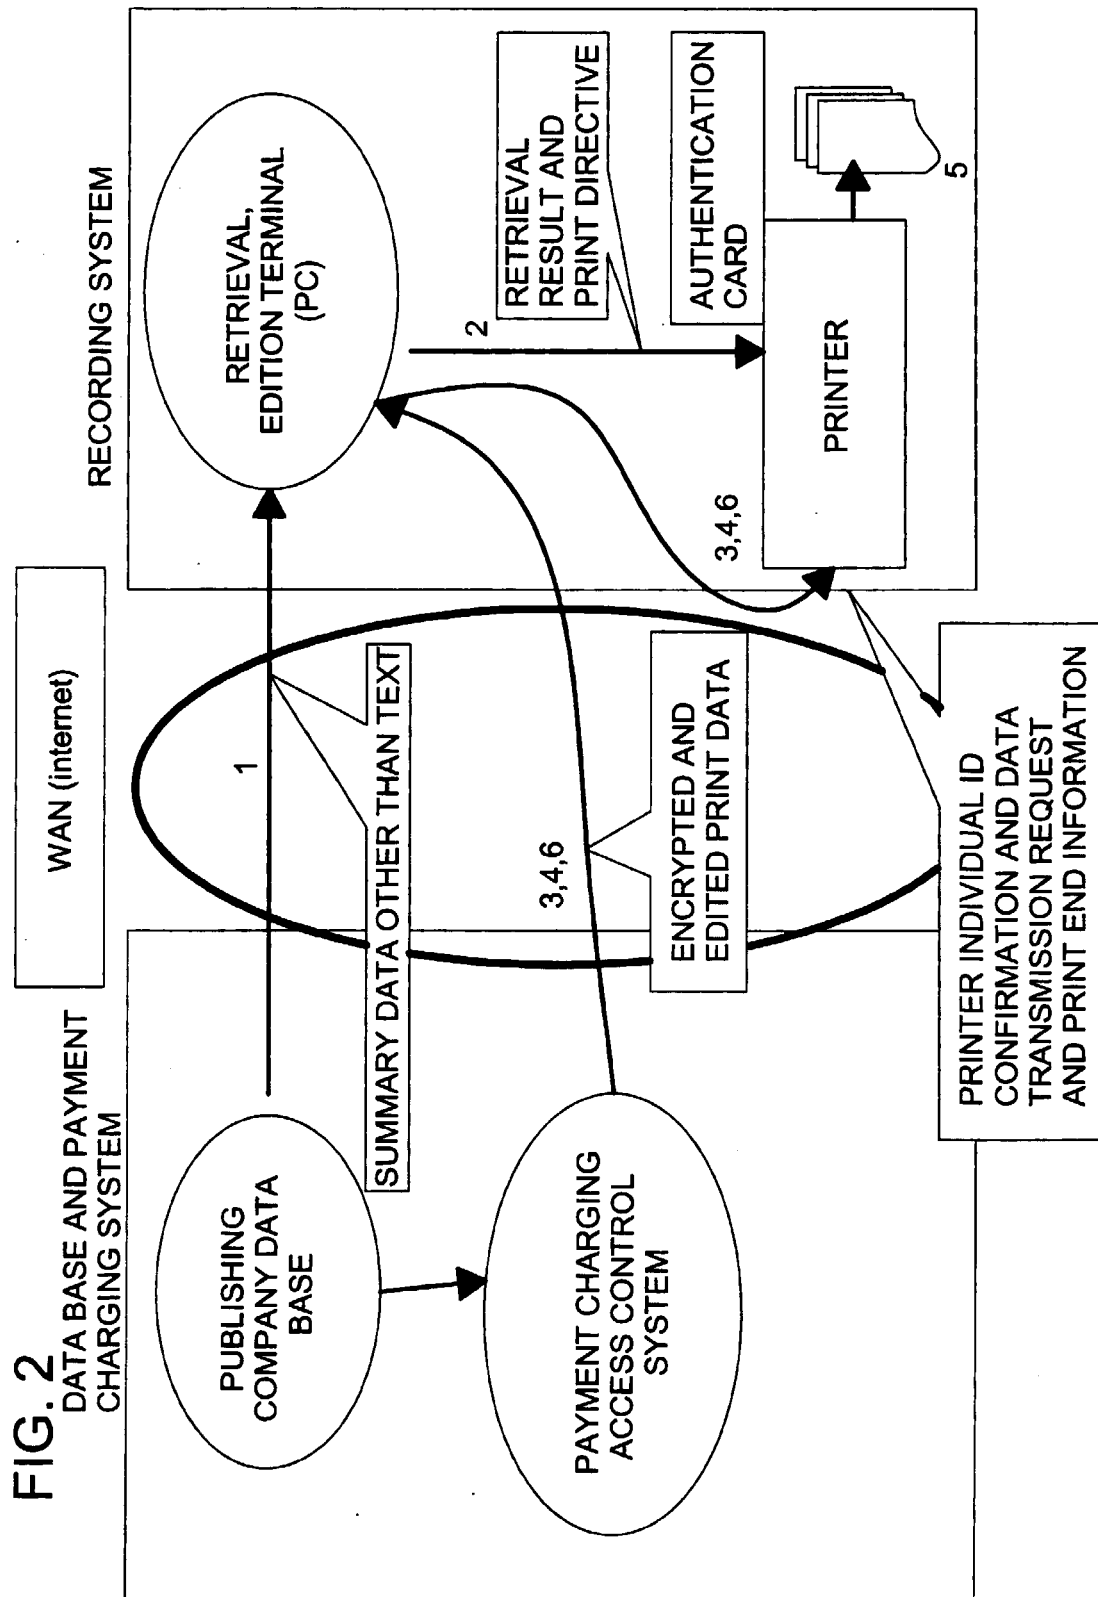 FIG. 2
DATA BASE AND PAYMENT
CHARGING SYSTEM
WAN (internet)
RECORDING SYSTEM
PUBLISHING
COMPANY DATA
BASE
1
SUMMARY DATA OTHER THAN TEXT
RETRIEVAL,
EDITION TERMINAL
(PC)
2
RETRIEVAL
RESULT AND
PRINT DIRECTIVE
PAYMENT CHARGING
ACCESS CONTROL
SYSTEM
3,4,6
ENCRYPTED AND
EDITED PRINT DATA
3,4,6
AUTHENTICATION
CARD
PRINTER
5
PRINTER INDIVIDUAL ID
CONFIRMATION AND DATA
TRANSMISSION REQUEST
AND PRINT END INFORMATION